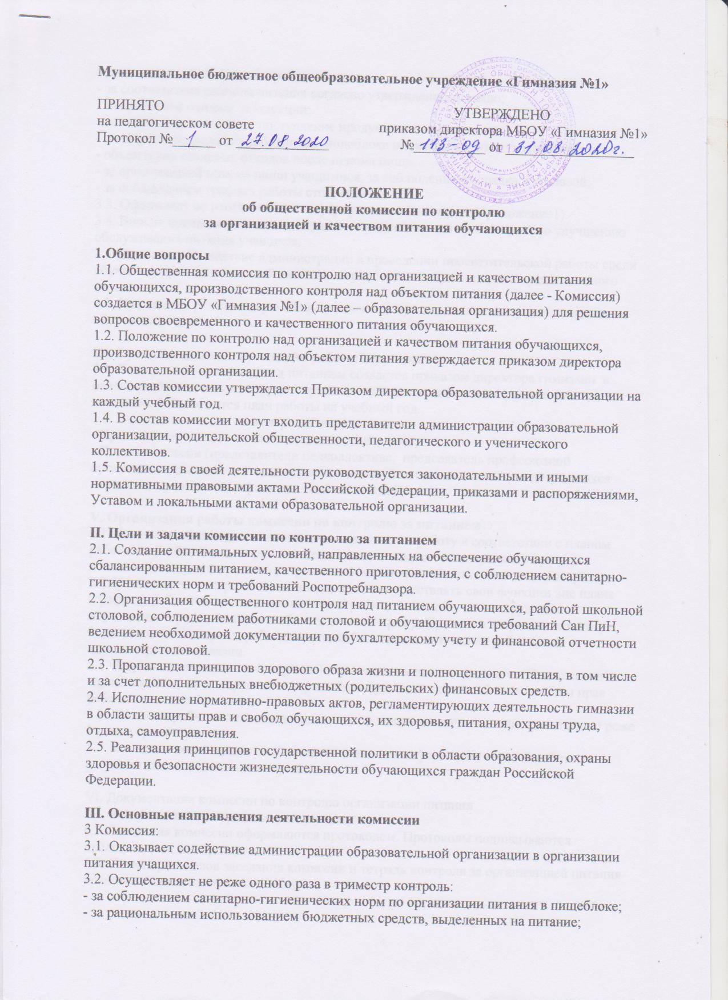 Муниципальное бюджетное общеобразовательное учреждение «Гимназия №1»
ПРИНЯТО
на педагогическом совете
Протокол № 1 от 27.08.2020
УТВЕРЖДЕНО
приказом директора МБОУ «Гимназия №1»
№ 113-09 от 31.08.2020г.
ПОЛОЖЕНИЕ
об общественной комиссии по контролю
за организацией и качеством питания обучающихся
1.Общие вопросы
1.1. Общественная комиссия по контролю над организацией и качеством питания
обучающихся, производственного контроля над объектом питания (далее - Комиссия)
создается в МБОУ «Гимназия №1» (далее – образовательная организация) для решения
вопросов своевременного и качественного питания обучающихся.
1.2. Положение по контролю над организацией и качеством питания обучающихся,
производственного контроля над объектом питания утверждается приказом директора
образовательной организации.
1.3. Состав комиссии утверждается Приказом директора образовательной организации на
каждый учебный год.
1.4. В состав комиссии могут входить представители администрации образовательной
организации, родительской общественности, педагогического и ученического
коллективов.
1.5. Комиссия в своей деятельности руководствуется законодательными и иными
нормативными правовыми актами Российской Федерации, приказами и распоряжениями,
Уставом и локальными актами образовательной организации.
II. Цели и задачи комиссии по контролю за питанием
2.1. Создание оптимальных условий, направленных на обеспечение обучающихся
сбалансированным питанием, качественного приготовления, с соблюдением санитарно-
гигиенических норм и требований Роспотребнадзора.
2.2. Организация общественного контроля над питанием обучающихся, работой школьной
столовой, соблюдением работниками столовой и обучающимися требований Сан ПиН,
ведением необходимой документации по бухгалтерскому учету и финансовой отчетности
школьной столовой.
2.3. Пропаганда принципов здорового образа жизни и полноценного питания, в том числе
и за счет дополнительных внебюджетных (родительских) финансовых средств.
2.4. Исполнение нормативно-правовых актов, регламентирующих деятельность гимназии
в области защиты прав и свобод обучающихся, их здоровья, питания, охраны труда,
отдыха, самоуправления.
2.5. Реализация принципов государственной политики в области образования, охраны
здоровья и безопасности жизнедеятельности обучающихся граждан Российской
Федерации.
III. Основные направления деятельности комиссии
3 Комиссия:
3.1. Оказывает содействие администрации образовательной организации в организации
питания учащихся.
3.2. Осуществляет не реже одного раза в триместр контроль:
- за соблюдением санитарно-гигиенических норм по организации питания в пищеблоке;
- за рациональным использованием бюджетных средств, выделенных на питание;